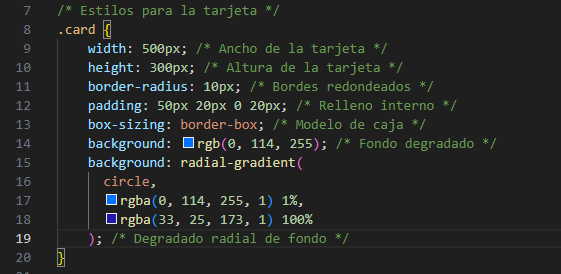 7 /* Estilos para la tarjeta */
8 .card {
9 width: 500px; /* Ancho de la tarjeta */
10 height: 300px; /* Altura de la tarjeta */
11 border-radius: 10px; /* Bordes redondeados */
12 padding: 50px 20px 0 20px; /* Relleno interno */
13 box-sizing: border-box; /* Modelo de caja */
14 background: rgb(0, 114, 255); /* Fondo degradado */
15 background: radial-gradient(
16 circle,
17 rgba(0, 114, 255, 1) 1%,
18 rgba(33, 25, 173, 1) 100%
19 ); /* Degradado radial de fondo */
20 }